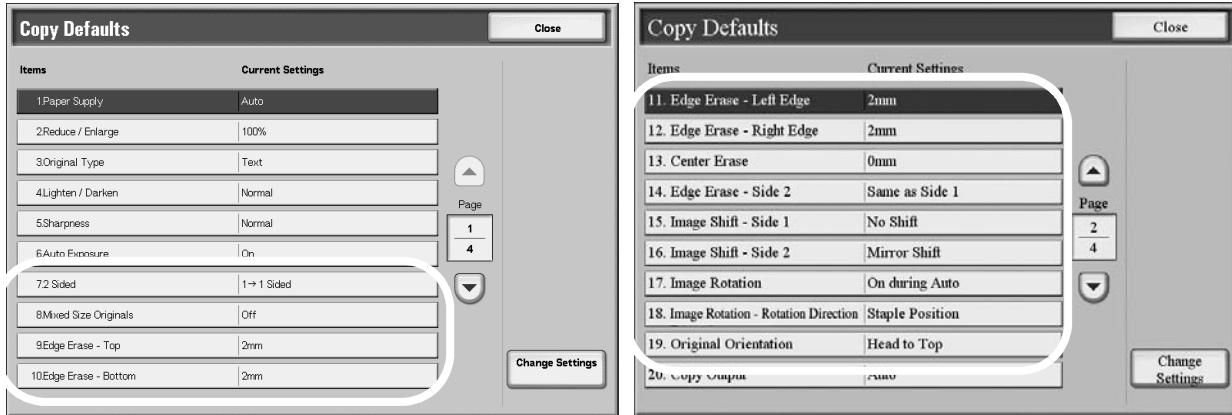 Copy Defaults
Close
Items Current Settings
1.Paper Supply Auto
2.Reduce / Enlarge 100%
3.Original Type Text
4.Lighten / Darken Normal
5.Sharpness Normal
6.Auto Exposure On
7.2 Sided 1→1 Sided
8.Mixed Size Originals Off
9.Edge Erase - Top 2mm
10.Edge Erase - Bottom 2mm
Page
1
4
Change Settings
Copy Defaults
Close
Items Current Settings
11. Edge Erase - Left Edge 2mm
12. Edge Erase - Right Edge 2mm
13. Center Erase 0mm
14. Edge Erase - Side 2 Same as Side 1
15. Image Shift - Side 1 No Shift
16. Image Shift - Side 2 Mirror Shift
17. Image Rotation On during Auto
18. Image Rotation - Rotation Direction Staple Position
19. Original Orientation Head to Top
20. Copy Output Auto
Page
2
4
Change
Settings